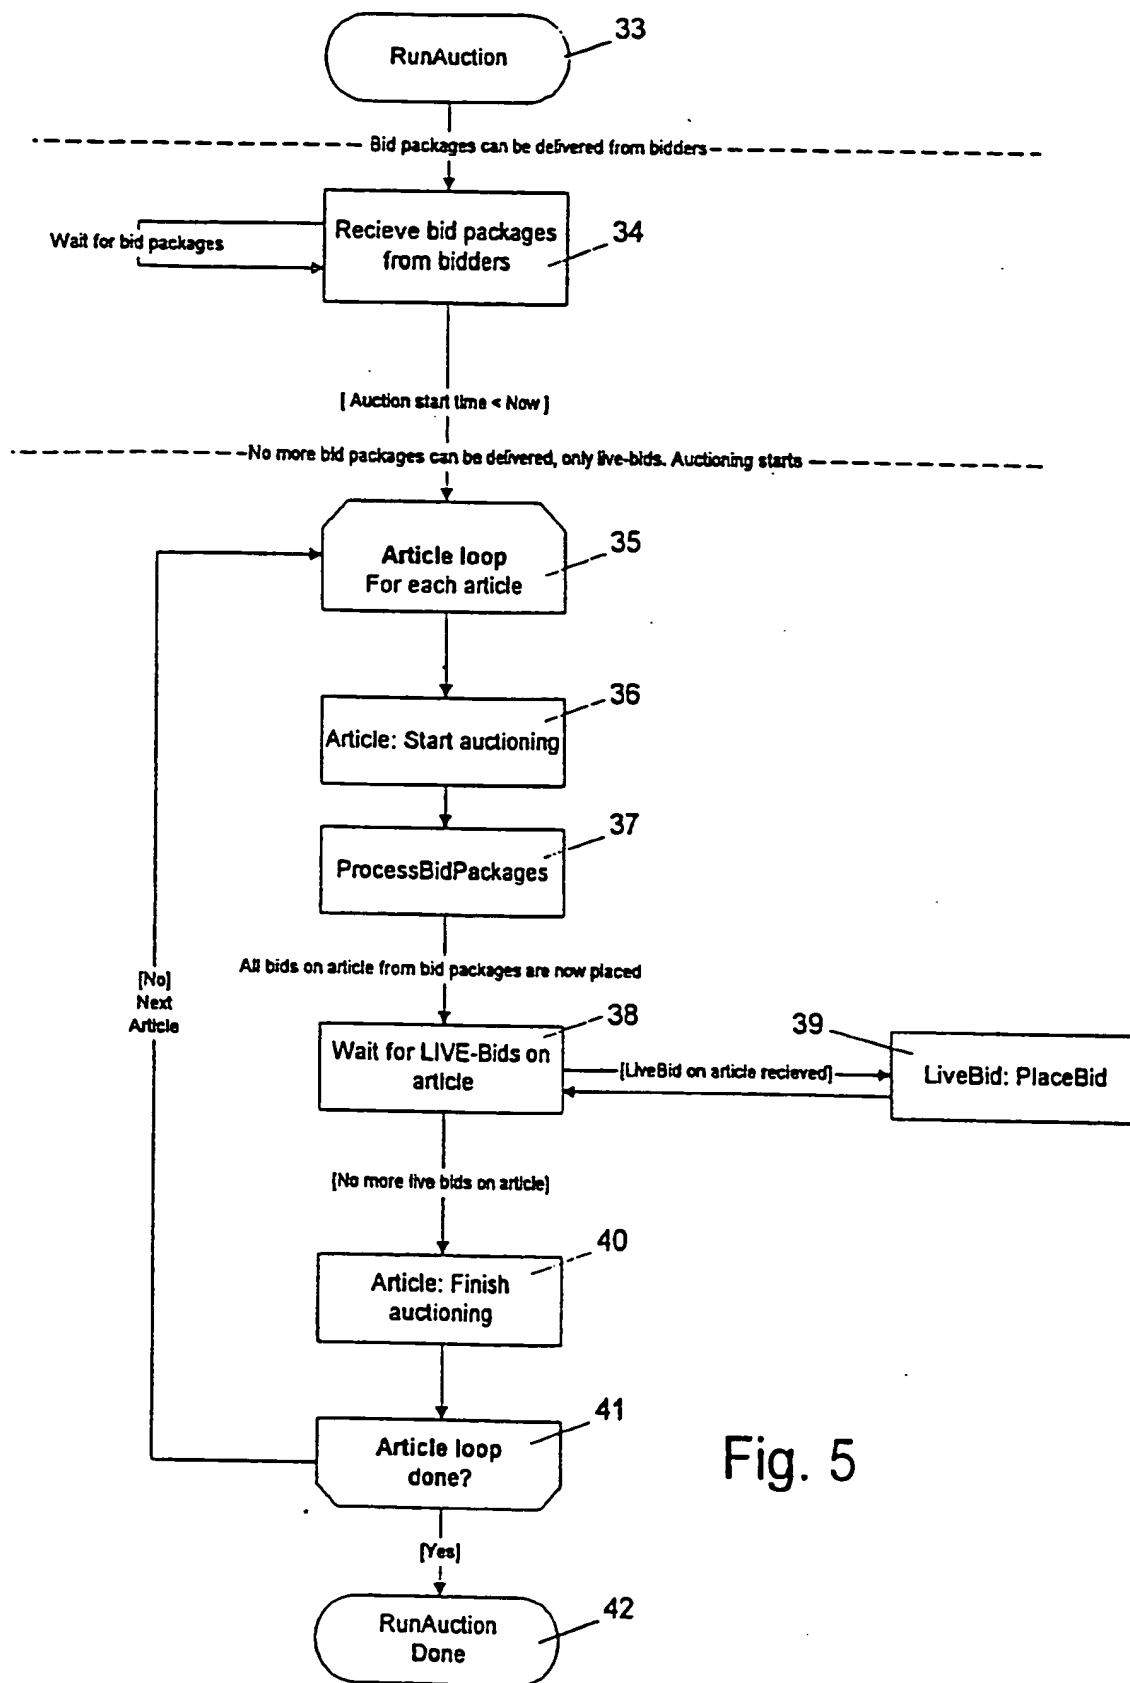 33
RunAuction
Bid packages can be delivered from bidders
Recieve bid packages
from bidders
34
Wait for bid packages
[ Auction start time < Now ]
No more bid packages can be delivered, only live-bids. Auctioning starts
35
Article loop
For each article
36
Article: Start auctioning
37
ProcessBidPackages
All bids on article from bid packages are now placed
[No]
Next
Article
38
Wait for LIVE-Bids on
article
[LiveBid on article recieved]
39
LiveBid: PlaceBid
[No more live bids on article]
40
Article: Finish
auctioning
41
Article loop
done?
Fig. 5
[Yes]
42
RunAuction
Done